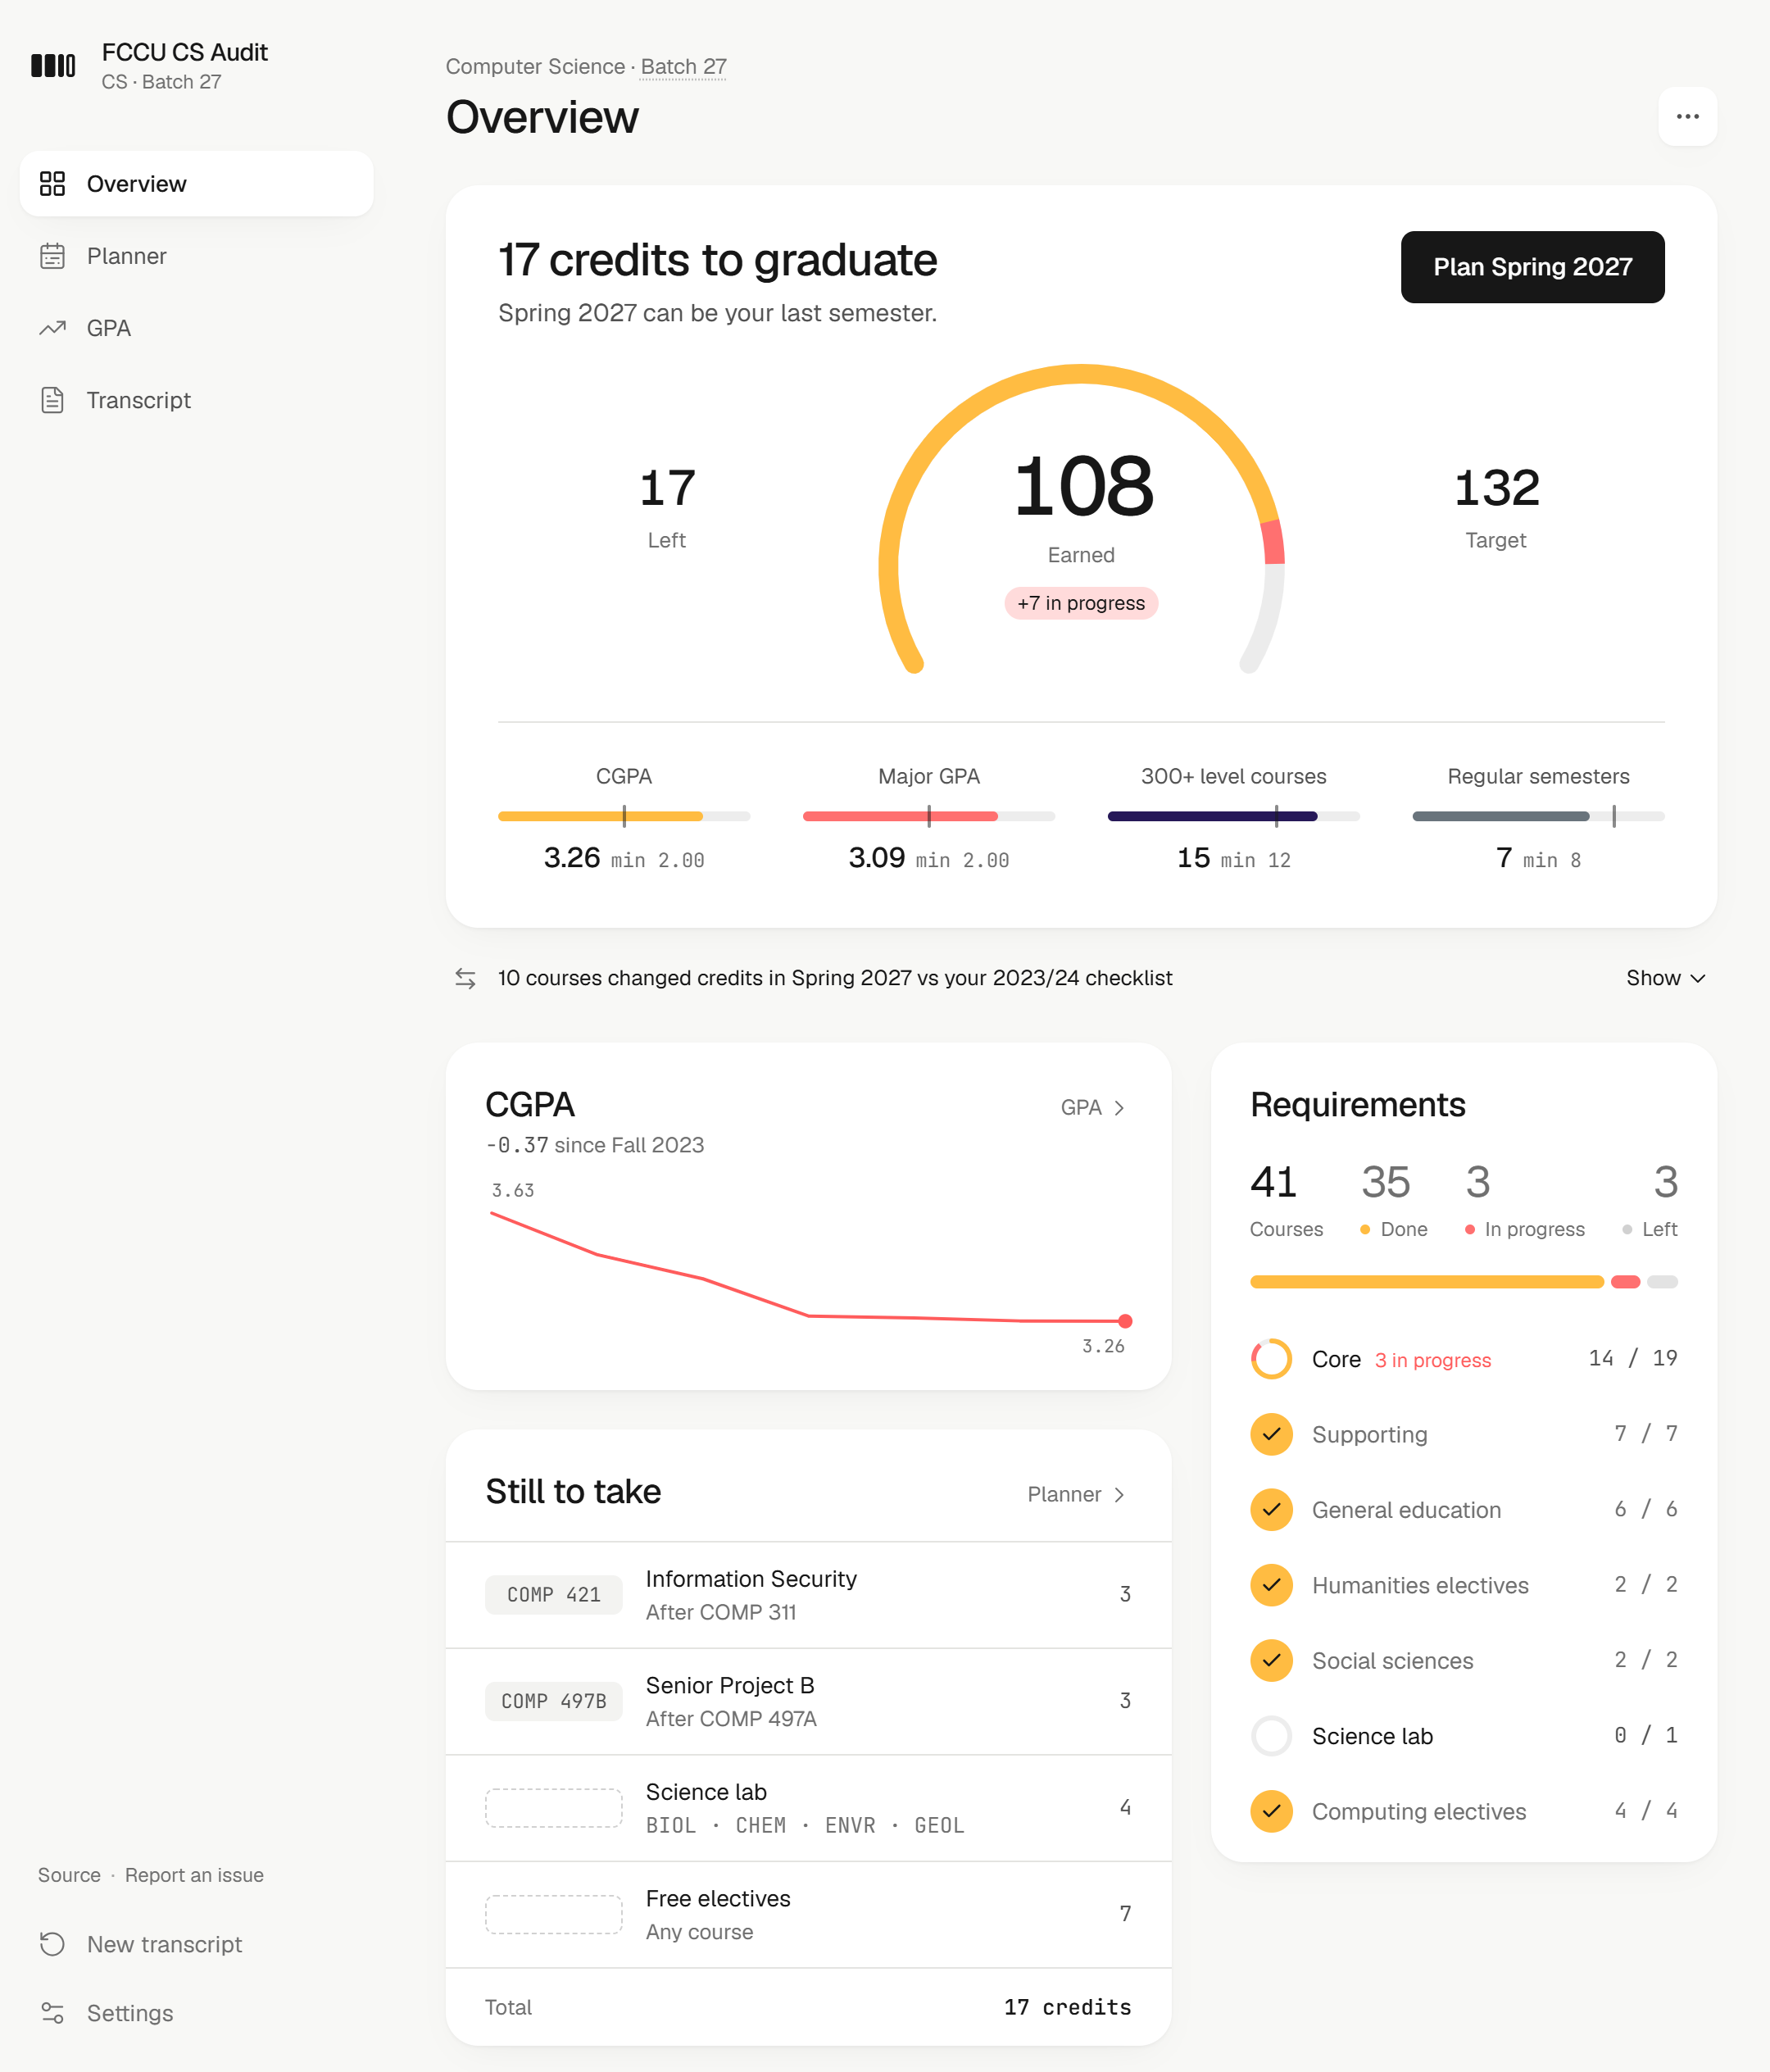 FCCU CS Audit
CS · Batch 27
Overview
Planner
GPA
Transcript
Source · Report an issue
New transcript
Settings
Computer Science · Batch 27
Overview
17 credits to graduate
Spring 2027 can be your last semester.
Plan Spring 2027
17
Left
108
Earned
+7 in progress
132
Target
CGPA
3.26 min 2.00
Major GPA
3.09 min 2.00
300+ level courses
15 min 12
Regular semesters
7 min 8
10 courses changed credits in Spring 2027 vs your 2023/24 checklist
Show
CGPA
GPA
-0.37 since Fall 2023
3.63
3.26
Still to take
Planner
COMP 421 Information Security 3
After COMP 311
COMP 497B Senior Project B 3
After COMP 497A
Science lab 4
BIOL · CHEM · ENVR · GEOL
Free electives 7
Any course
Total 17 credits
Requirements
41 35 3 3
Courses Done In progress Left
Core 3 in progress 14 / 19
Supporting 7 / 7
General education 6 / 6
Humanities electives 2 / 2
Social sciences 2 / 2
Science lab 0 / 1
Computing electives 4 / 4